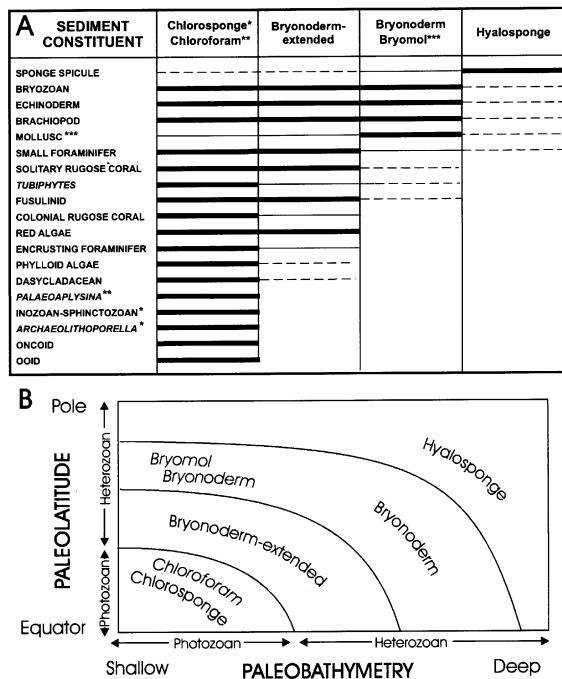 A
SEDIMENT CONSTITUENT
Chlorosponge*
Chloroforam**
Bryonoderm-
extended
Bryonoderm
Bryomol***
Hyalosponge
SPONGE SPICULE
BRYOZOAN
ECHINODERM
BRACHIOPOD
MOLLUSC ***
SMALL FORAMINIFER
SOLITARY RUGOSE CORAL
TUBIPHYTES
FUSULINID
COLONIAL RUGOSE CORAL
RED ALGAE
ENCRUSTING FORAMINIFER
PHYLLOID ALGAE
DASYCLADACEAN
PALAEOAPLYSINA **
INOZOAN-SPHINCTOZOAN *
ARCHAEOLITHOPORELLA *
ONCOID
OOID
B
Pole
PALEOLATITUDE
Heterozoan
Photozoan
Equator
Hyalosponge
Bryomol
Bryonoderm
Bryonoderm
Bryonoderm-extended
Chloroforam
Chlorosponge
Photozoan
Heterozoan
Shallow
PALEOBATHYMETRY
Deep